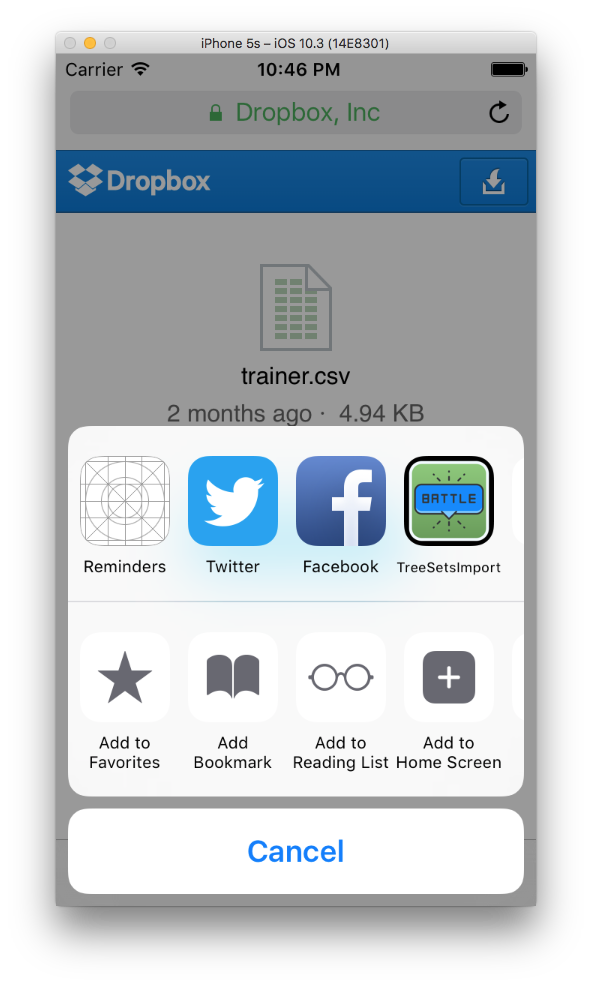 iPhone 5s – iOS 10.3 (14E8301)
Carrier 10:46 PM
Dropbox, Inc
Dropbox
trainer.csv
2 months ago · 4.94 KB
BATTLE
Reminders Twitter Facebook TreeSetsImport
Add to Add Add to Add to
Favorites Bookmark Reading List Home Screen
Cancel